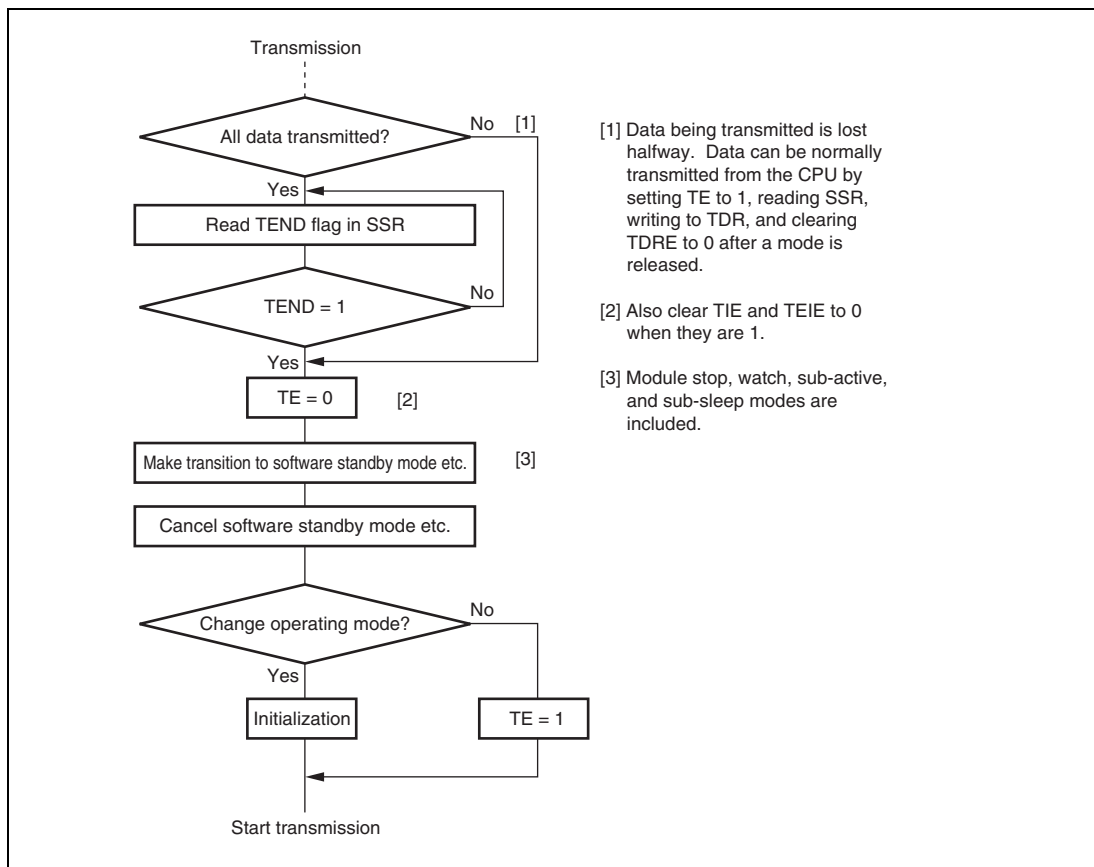 Transmission
All data transmitted?
No
[1]
Yes
Read TEND flag in SSR
TEND = 1
No
Yes
TE = 0
[2]
Make transition to software standby mode etc.
[3]
Cancel software standby mode etc.
Change operating mode?
No
Yes
Initialization
TE = 1
Start transmission
[1] Data being transmitted is lost
halfway. Data can be normally
transmitted from the CPU by
setting TE to 1, reading SSR,
writing to TDR, and clearing
TDRE to 0 after a mode is
released.
[2] Also clear TIE and TEIE to 0
when they are 1.
[3] Module stop, watch, sub-active,
and sub-sleep modes are
included.